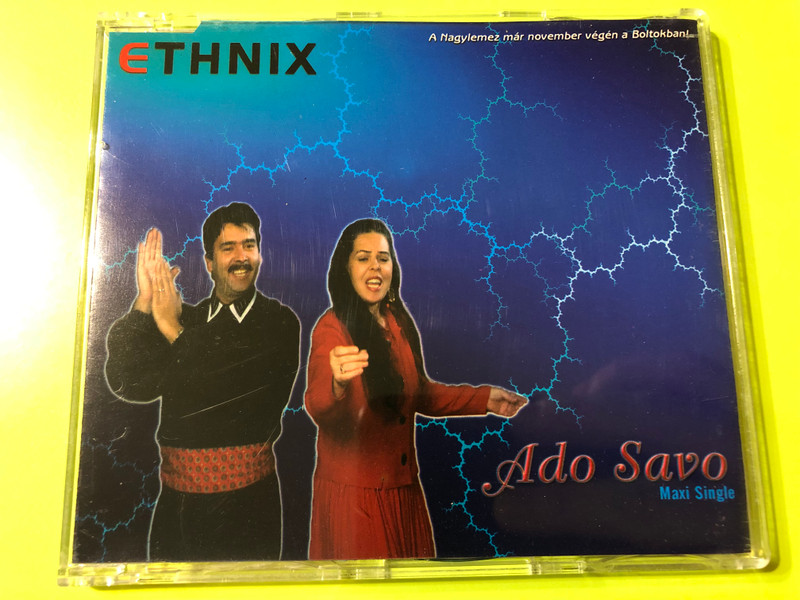 A Nagylemez már november végén a Boltokban!
ETHNIX
Ado Savo
Maxi Single